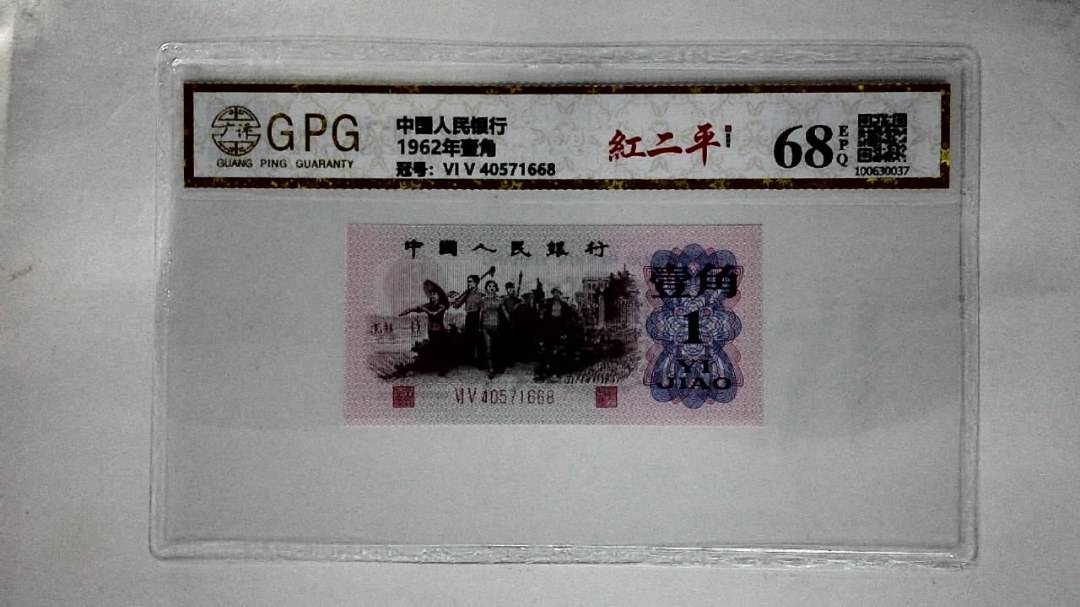 广评
GPG
GUANG PING GUARANTY
中国人民银行
1962年壹角
冠号: VI V 40571668
紅二平
68
EPQ
100630037
中國人民銀行
壹角
1
YI
JIAO
VI V 40571668